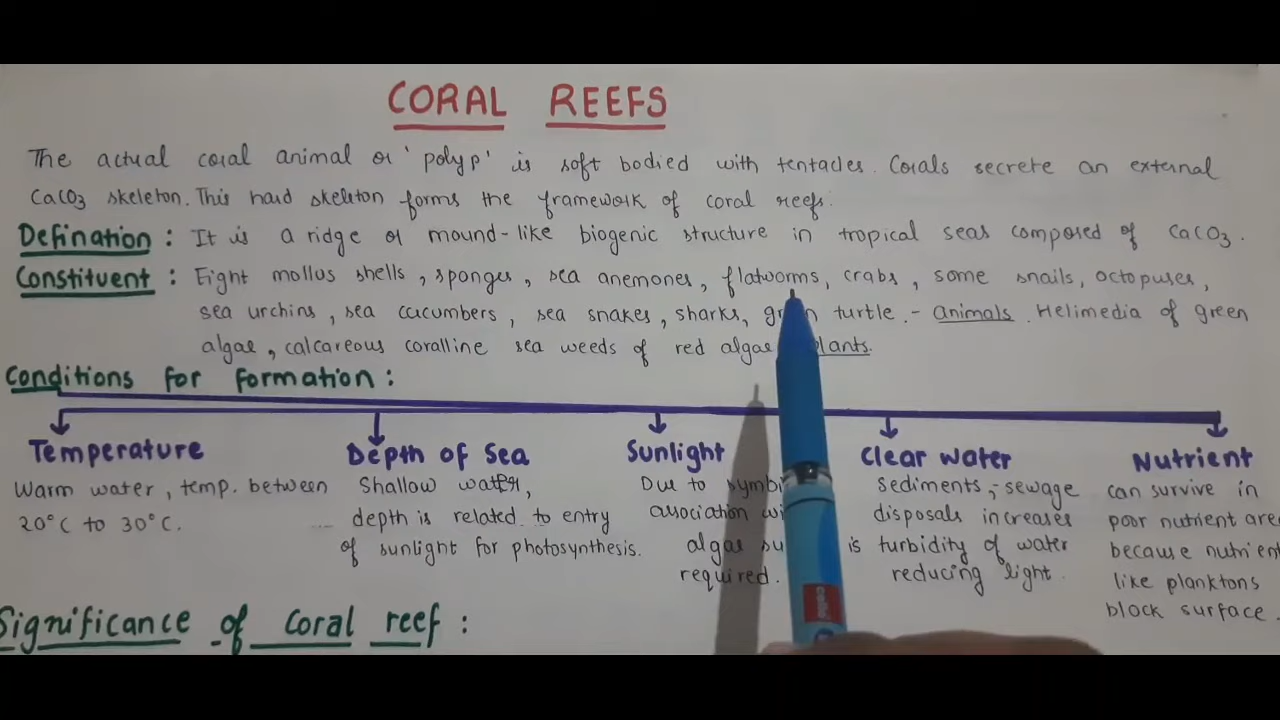 CORAL REEFS
The actual coral animal or 'polyp' is soft bodied with tentacles. Corals secrete an external
CaCO3 skeleton. This hard skeleton forms the framework of coral reefs.
Defination : It is a ridge or mound-like biogenic structure in tropical seas composed of CaCO3.
Constituent : Eight mollus shells, sponges, sea anemones, flatworms, crabs, some snails, octopuses,
sea urchins, sea cucumbers, sea snakes, sharks, turtle. - animals. Helimedia of green
algae, calcareous coralline sea weeds of red algae plants.
Conditions for formation :
Temperature
Warm water, temp. between
20°C to 30°C.
Depth of Sea
Shallow water,
depth is related to entry
of sunlight for photosynthesis.
Sunlight
Due to
association
algae
is
required.
Clear water
Sediments, sewage
disposals increases
turbidity of water
reducing light.
Nutrient
can survive in
poor nutrient
because
like planktons
block surface.
Significance of coral reef :